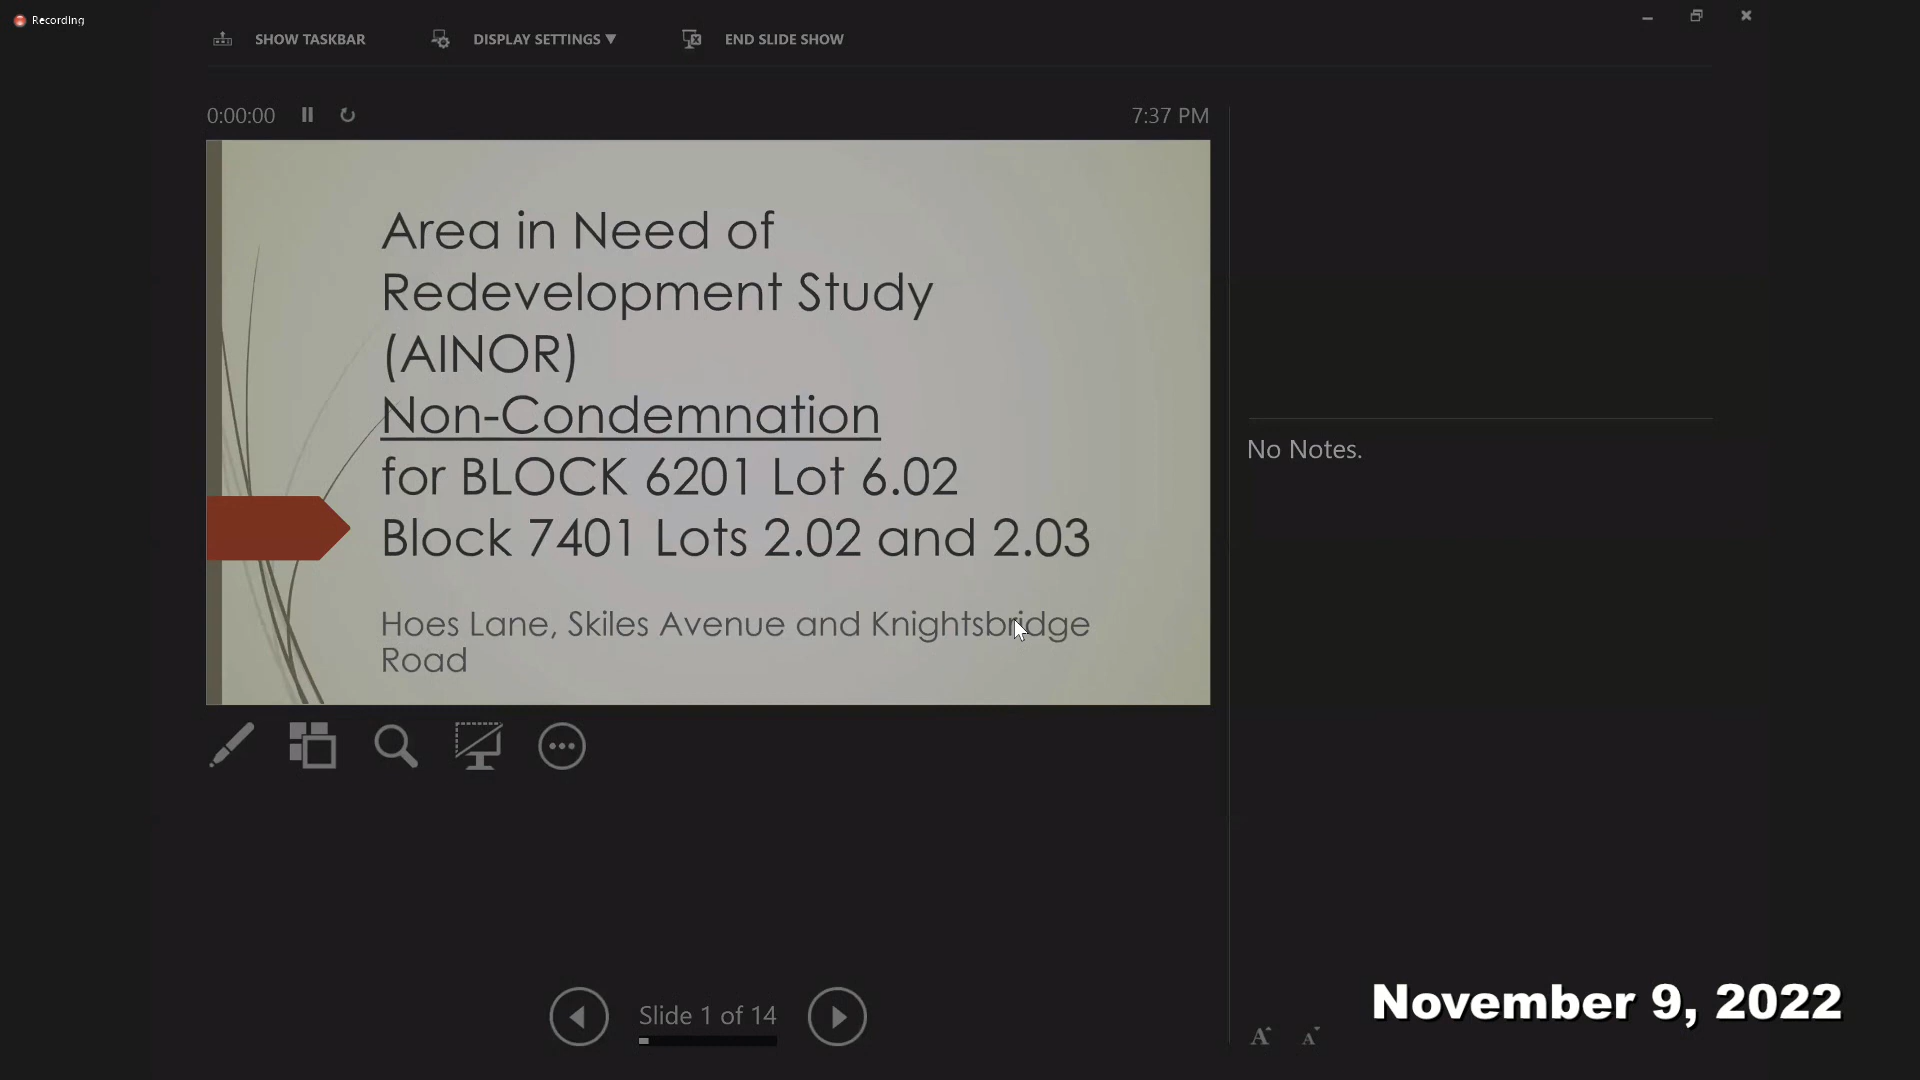 Recording
SHOW TASKBAR
DISPLAY SETTINGS ▼
END SLIDE SHOW
0:00:00
7:37 PM
Area in Need of
Redevelopment Study
(AINOR)
Non-Condemnation
for BLOCK 6201 Lot 6.02
Block 7401 Lots 2.02 and 2.03
Hoes Lane, Skiles Avenue and Knightsbridge
Road
No Notes.
Slide 1 of 14
A A
November 9, 2022